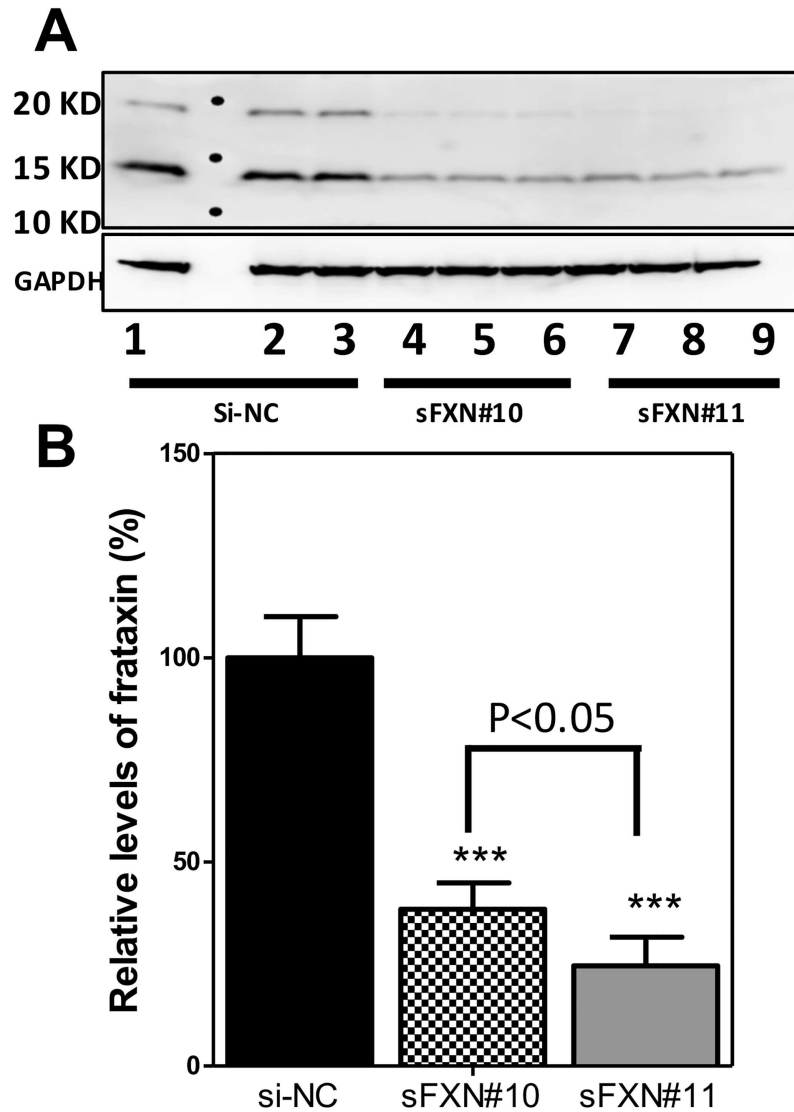 A
20 KD
15 KD
10 KD
GAPDH
1 2 3 4 5 6 7 8 9
Si-NC sFXN#10 sFXN#11
B
Relative levels of frataxin (%)
150
100
50
0
P<0.05
***
***
si-NC sFXN#10 sFXN#11